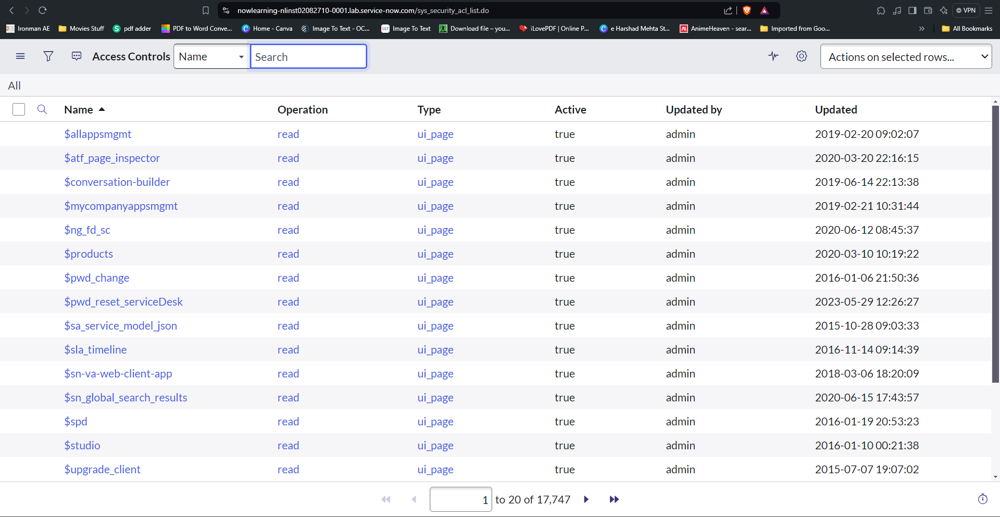 nowlearning-nlinst02082710-0001.lab.service-now.com/sys_security_acl_list.do VPN
Ironman AE Movies Stuff pdf adder PDF to Word Conve... Home - Canva Image To Text - OC... Image To Text Download file – you... iLovePDF | Online P... e Harshad Mehta St... AnimeHeaven - sear... Imported from Goo... » All Bookmarks
Access Controls Name Search Actions on selected rows...
All
Name Operation Type Active Updated by Updated
$allappsmgmt read ui_page true admin 2019-02-20 09:02:07
$atf_page_inspector read ui_page true admin 2020-03-20 22:16:15
$conversation-builder read ui_page true admin 2019-06-14 22:13:38
$mycompanyappsmgmt read ui_page true admin 2019-02-21 10:31:44
$ng_fd_sc read ui_page true admin 2020-06-12 08:45:37
$products read ui_page true admin 2020-03-10 10:19:22
$pwd_change read ui_page true admin 2016-01-06 21:50:36
$pwd_reset_serviceDesk read ui_page true admin 2023-05-29 12:26:27
$sa_service_model_json read ui_page true admin 2015-10-28 09:03:33
$sla_timeline read ui_page true admin 2016-11-14 09:14:39
$sn-va-web-client-app read ui_page true admin 2018-03-06 18:20:09
$sn_global_search_results read ui_page true admin 2020-06-15 17:43:57
$spd read ui_page true admin 2016-01-19 20:53:23
$studio read ui_page true admin 2016-01-10 00:21:38
$upgrade_client read ui_page true admin 2015-07-07 19:07:02
1 to 20 of 17,747